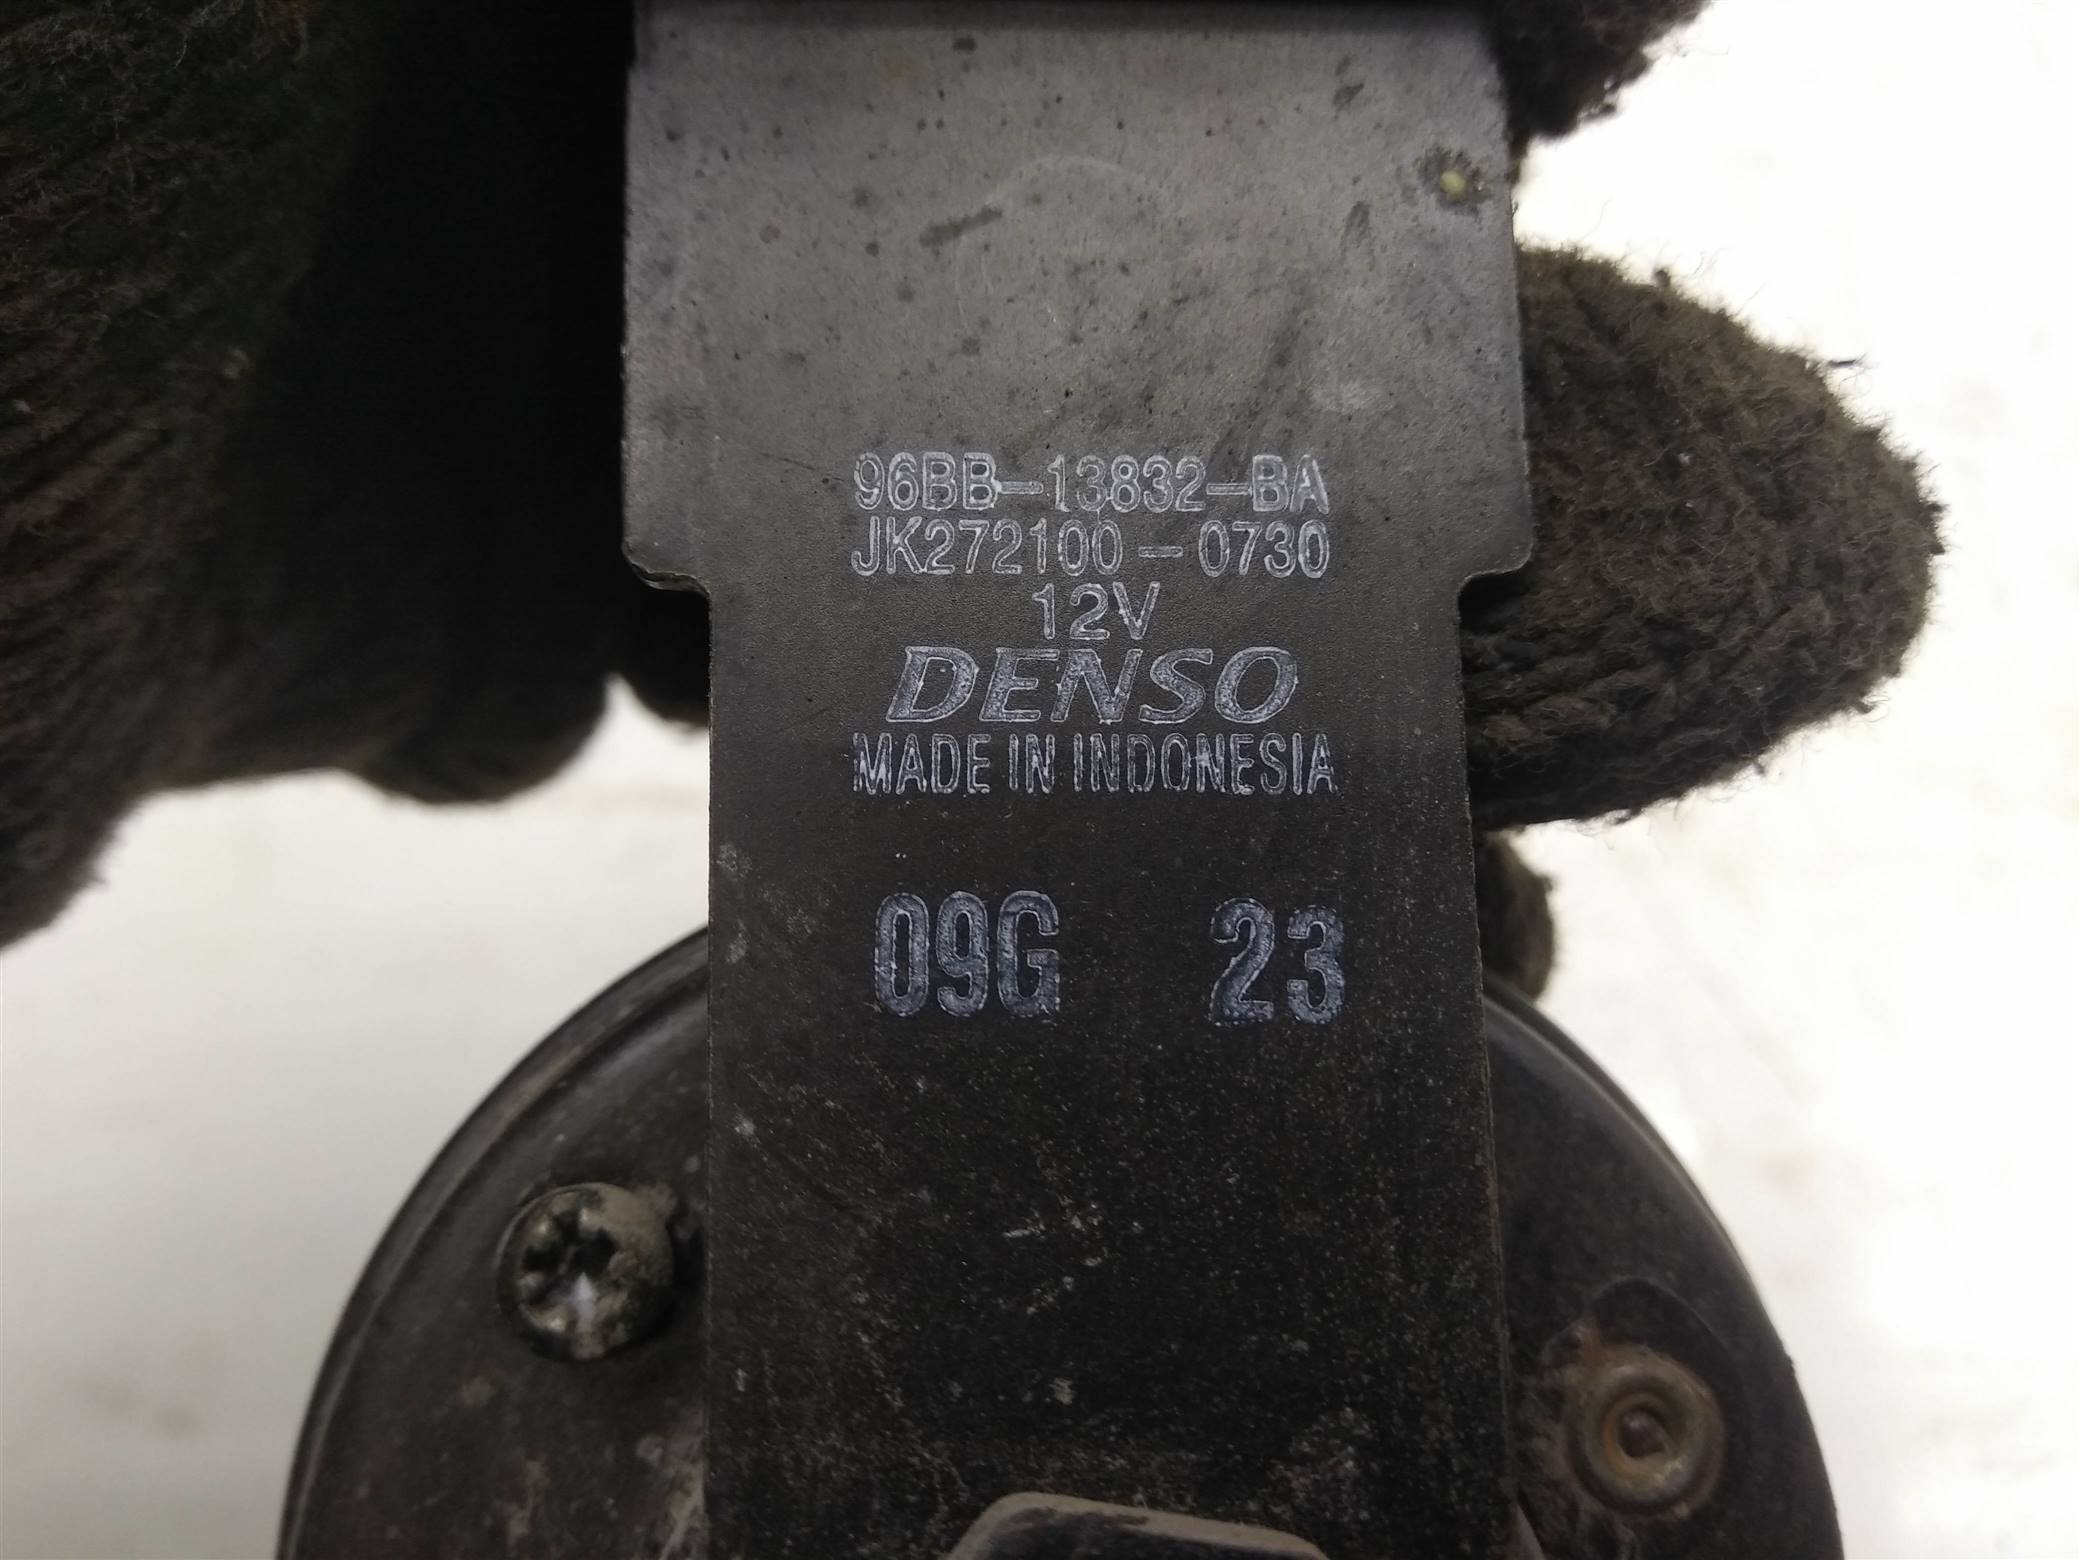 96BB-13832-BA
JK272100-0730
12V
DENSO
MADE IN INDONESIA
09G 23